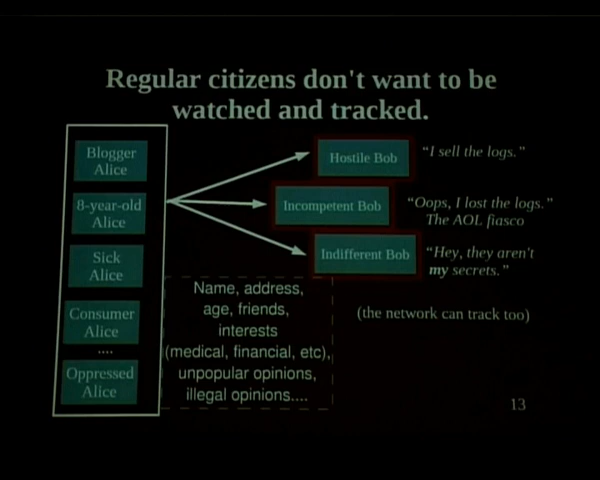 Regular citizens don't want to be
watched and tracked.
Blogger
Alice
8-year-old
Alice
Sick
Alice
Consumer
Alice
....
Oppressed
Alice
Hostile Bob
"I sell the logs."
Incompetent Bob
"Oops, I lost the logs."
The AOL fiasco
Indifferent Bob
"Hey, they aren't
my secrets."
Name, address,
age, friends,
interests
(medical, financial, etc),
unpopular opinions,
illegal opinions....
(the network can track too)
13